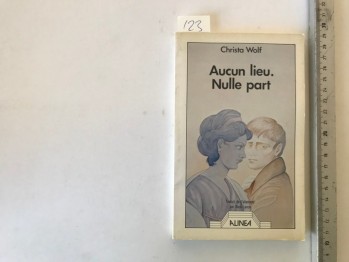 123
Christa Wolf
Aucun lieu.
Nulle part
ALINEA